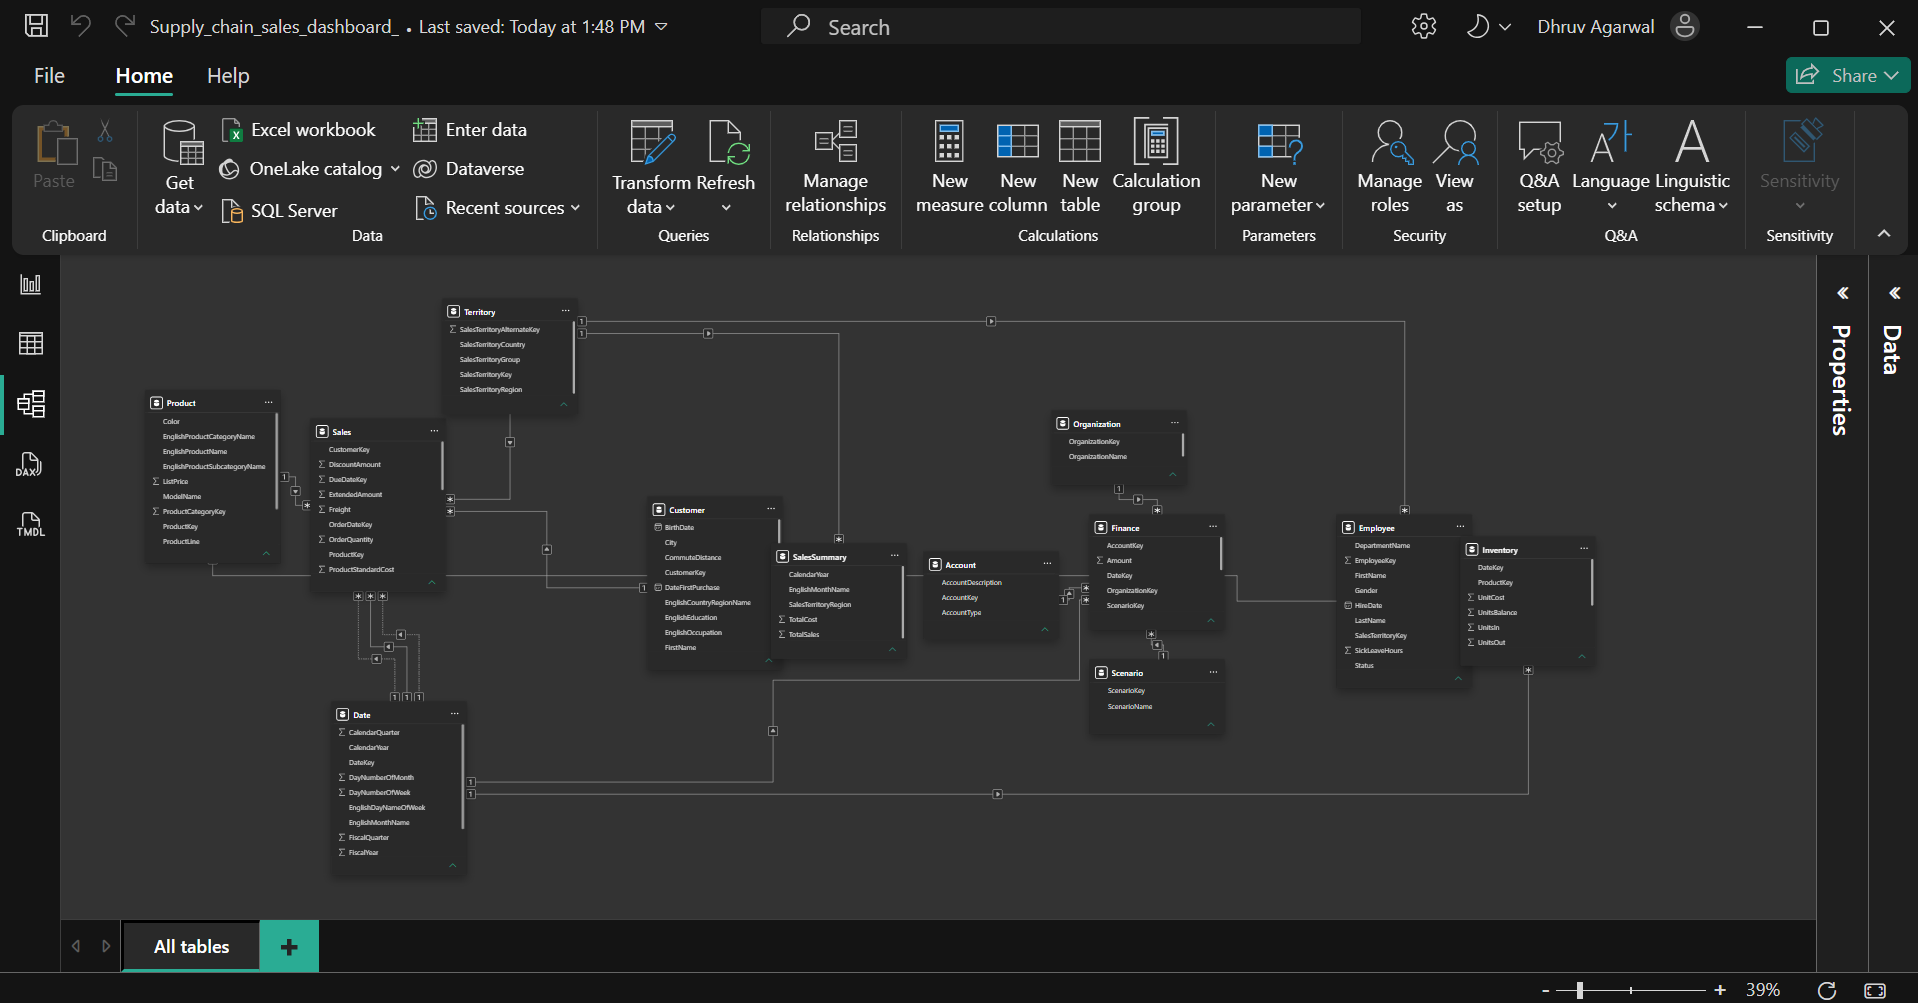 Supply_chain_sales_dashboard_ • Last saved: Today at 1:48 PM
Search
Dhruv Agarwal
File
Home
Help
Share
Paste
Clipboard
Get data
Excel workbook
OneLake catalog
SQL Server
Enter data
Dataverse
Recent sources
Data
Transform data
Refresh
Queries
Manage relationships
Relationships
New measure
New column
New table
Calculation group
Calculations
New parameter
Parameters
Manage roles
View as
Security
Q&A setup
Language
Linguistic schema
Q&A
Sensitivity
Sensitivity
DAX
TMDL
Territory
Σ SalesTerritoryAlternateKey
SalesTerritoryCountry
SalesTerritoryGroup
SalesTerritoryKey
SalesTerritoryRegion
Product
Color
EnglishProductCategoryName
EnglishProductName
EnglishProductSubcategoryName
Σ ListPrice
ModelName
Σ ProductCategoryKey
ProductKey
ProductLine
Sales
CustomerKey
Σ DiscountAmount
Σ DueDateKey
Σ ExtendedAmount
Σ Freight
OrderDateKey
Σ OrderQuantity
ProductKey
Σ ProductStandardCost
Customer
BirthDate
City
CommuteDistance
CustomerKey
DateFirstPurchase
EnglishCountryRegionName
EnglishEducation
EnglishOccupation
FirstName
SalesSummary
CalendarYear
EnglishMonthName
SalesTerritoryRegion
Σ TotalCost
Σ TotalSales
Account
AccountDescription
AccountKey
AccountType
Organization
OrganizationKey
OrganizationName
Finance
AccountKey
Σ Amount
DateKey
OrganizationKey
ScenarioKey
Scenario
ScenarioKey
ScenarioName
Employee
DepartmentName
Σ EmployeeKey
FirstName
Gender
HireDate
LastName
SalesTerritoryKey
Σ SickLeaveHours
Status
Inventory
DateKey
ProductKey
Σ UnitCost
Σ UnitsBalance
Σ UnitsIn
Σ UnitsOut
Date
Σ CalendarQuarter
CalendarYear
DateKey
Σ DayNumberOfMonth
Σ DayNumberOfWeek
EnglishDayNameOfWeek
EnglishMonthName
Σ FiscalQuarter
Σ FiscalYear
Properties
Data
All tables
39%